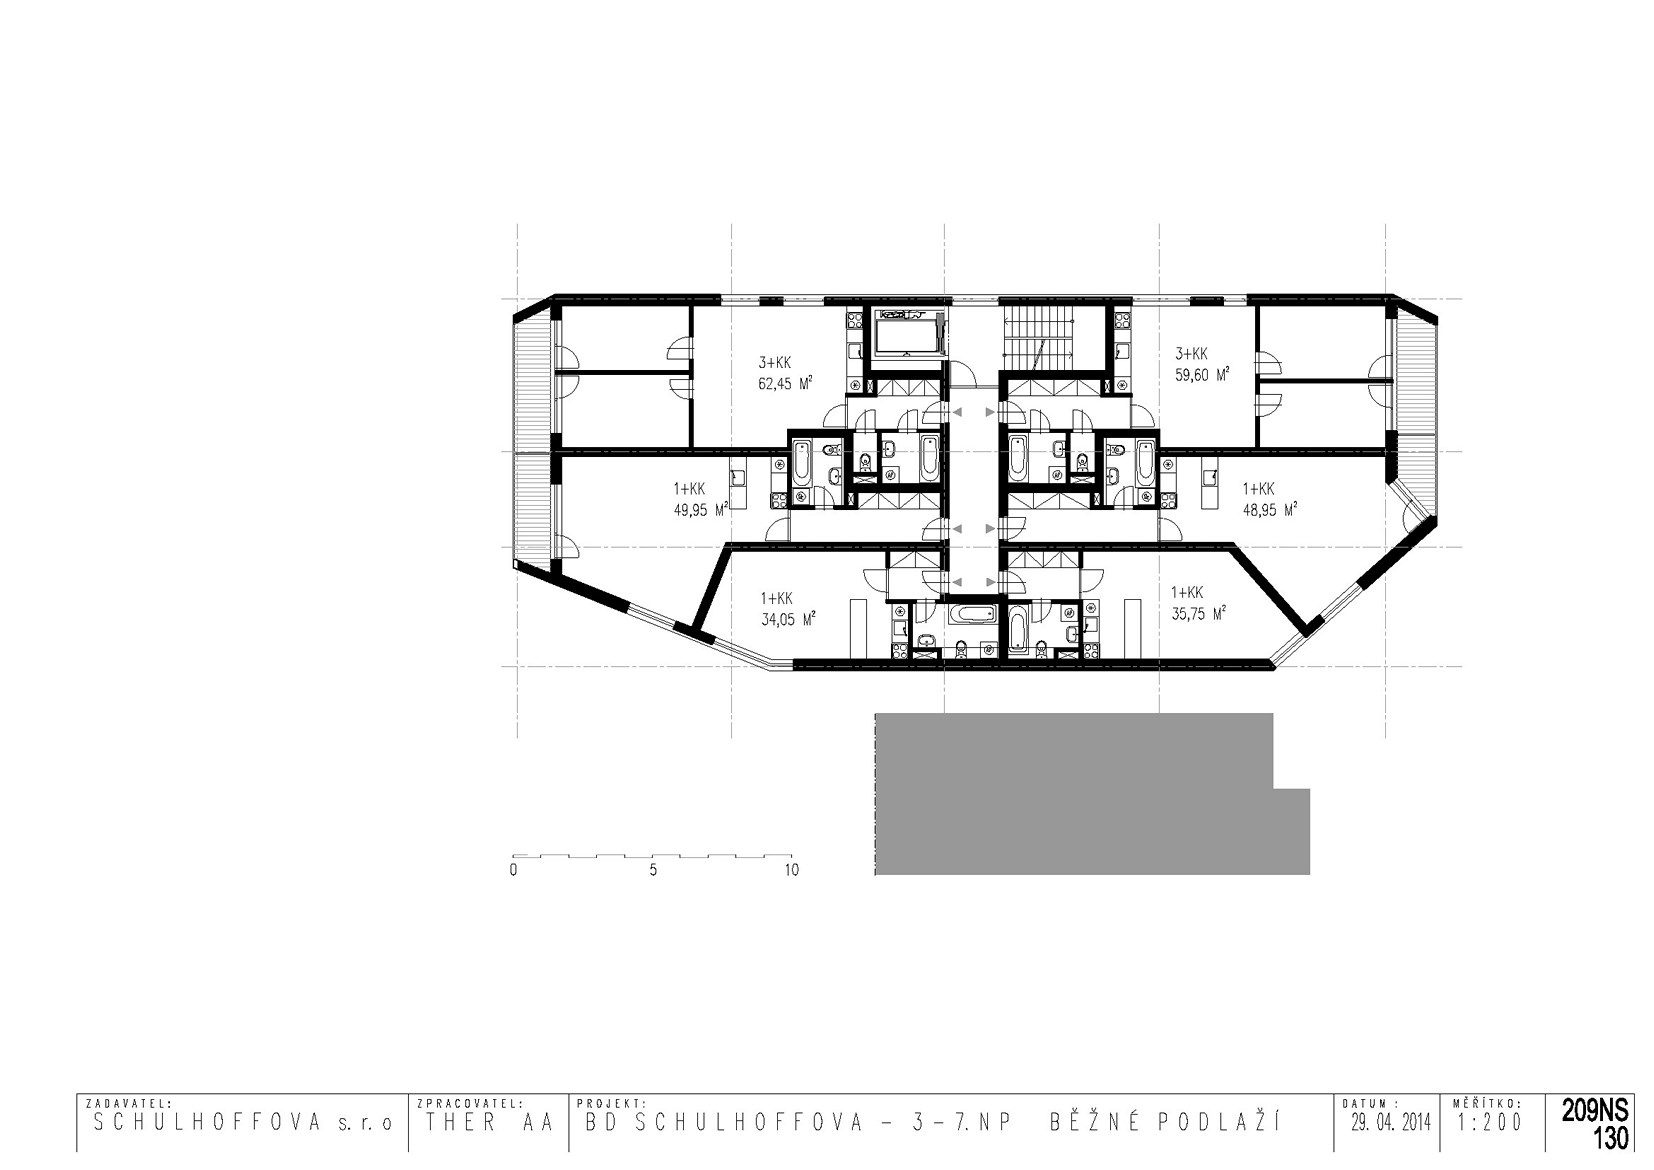 3+KK
62,45 M²
3+KK
59,60 M²
1+KK
49,95 M²
1+KK
48,95 M²
1+KK
34,05 M²
1+KK
35,75 M²
0 5 10
ZADAVATEL:
SCHULHOFFOVA s. r. o
ZPRACOVATEL:
THER AA
PROJEKT:
BD SCHULHOFFOVA – 3–7. NP BĚŽNÉ PODLAŽÍ
DATUM:
29. 04. 2014
MĚŘÍTKO:
1:200
209NS
130